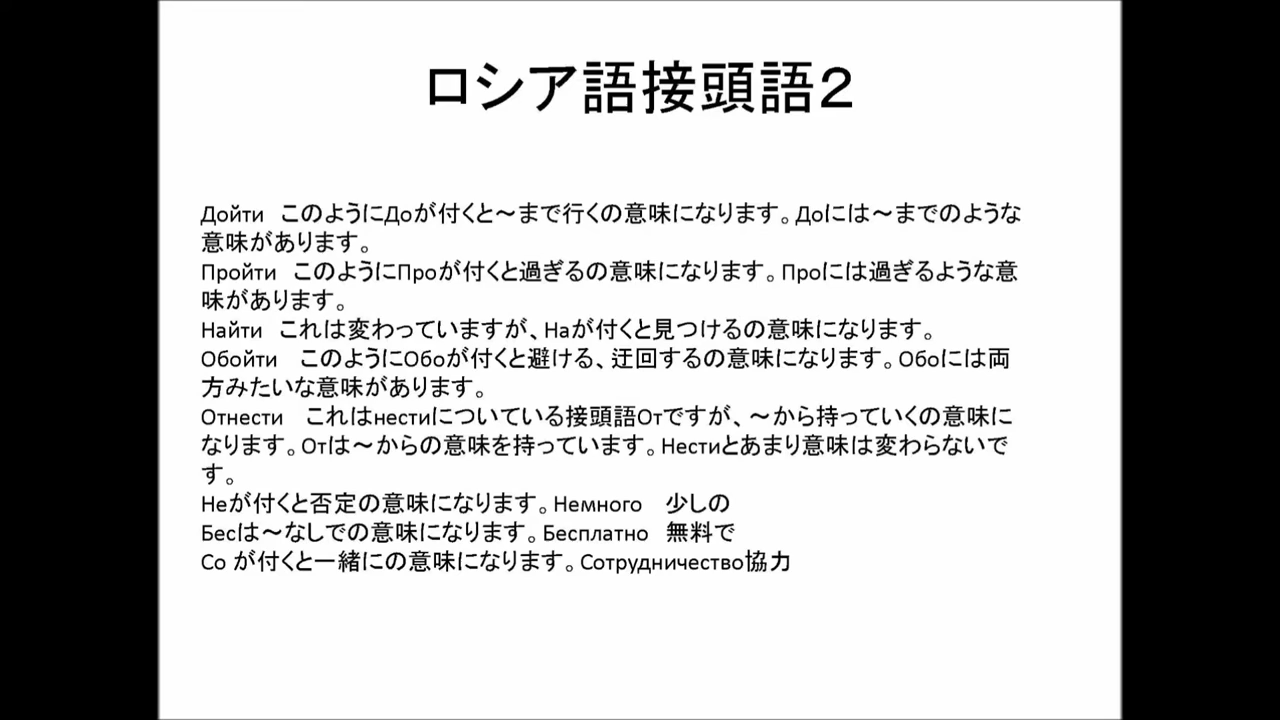 ロシア語接頭語２
Дойти　このようにДоが付くと～まで行くの意味になります。Доには～までのような
意味があります。
Пройти　このようにПроが付くと過ぎるの意味になります。Проには過ぎるような意
味があります。
Найти　これは変わっていますが、Наが付くと見つけるの意味になります。
Обойти　このようにОбоが付くと避ける、迂回するの意味になります。Обоには両
方みたいな意味があります。
Отнести　これはнестиについている接頭語Отですが、～から持っていくの意味に
なります。Отは～からの意味を持っています。Нестиとあまり意味は変わらないで
す。
Неが付くと否定の意味になります。Немного　少しの
Бесは～なしでの意味になります。Бесплатно　無料で
Со が付くと一緒にの意味になります。Сотрудничество協力